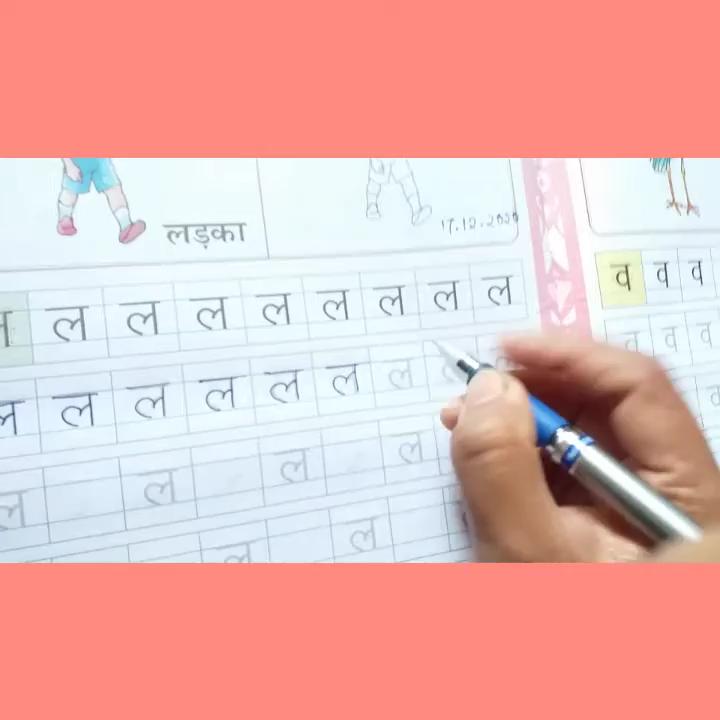 लड़का
17.12.2020
ल ल ल ल ल ल ल ल ल
व व व
ल ल ल ल ल ल ल
व व व
ल ल ल ल
व
ल ल